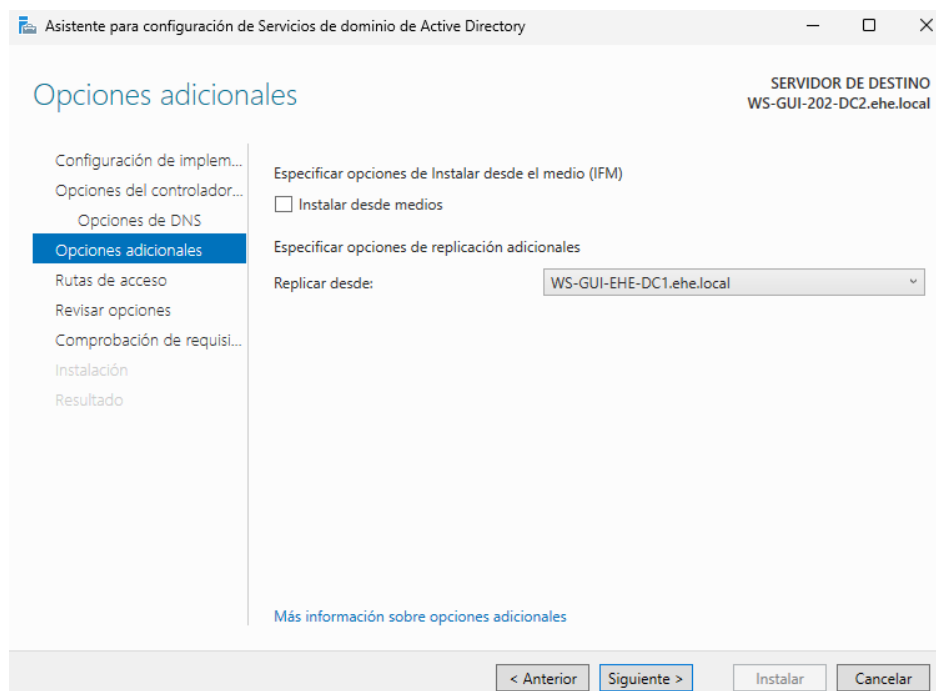 Asistente para configuración de Servicios de dominio de Active Directory
Opciones adicionales
SERVIDOR DE DESTINO
WS-GUI-202-DC2.ehe.local
Configuración de implem...
Opciones del controlador...
Opciones de DNS
Opciones adicionales
Rutas de acceso
Revisar opciones
Comprobación de requisi...
Instalación
Resultado
Especificar opciones de Instalar desde el medio (IFM)
Instalar desde medios
Especificar opciones de replicación adicionales
Replicar desde: WS-GUI-EHE-DC1.ehe.local
Más información sobre opciones adicionales
< Anterior Siguiente > Instalar Cancelar